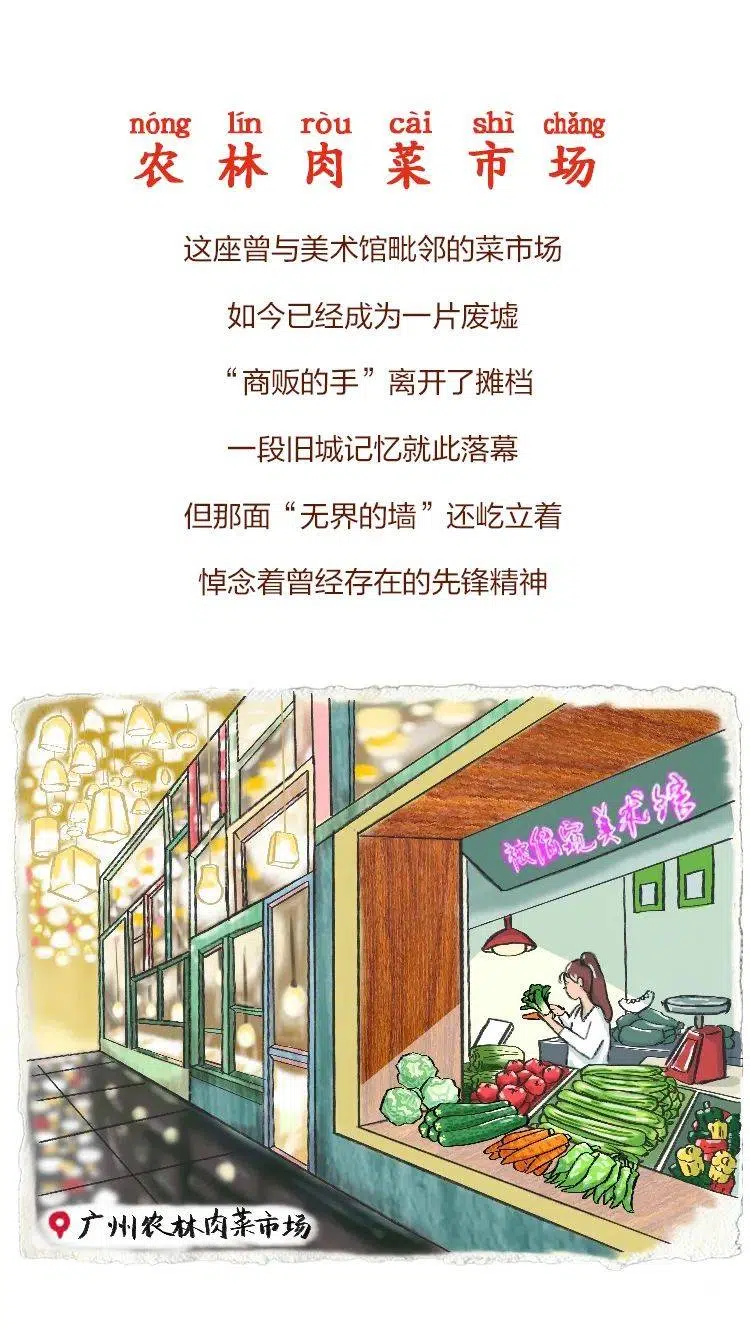 nóng lín ròu cài shì chǎng
农林肉菜市场
这座曾与美术馆毗邻的菜市场
如今已经成为一片废墟
“商贩的手”离开了摊档
一段旧城记忆就此落幕
但那面“无界的墙”还屹立着
悼念着曾经存在的先锋精神
美术馆
广州农林肉菜市场